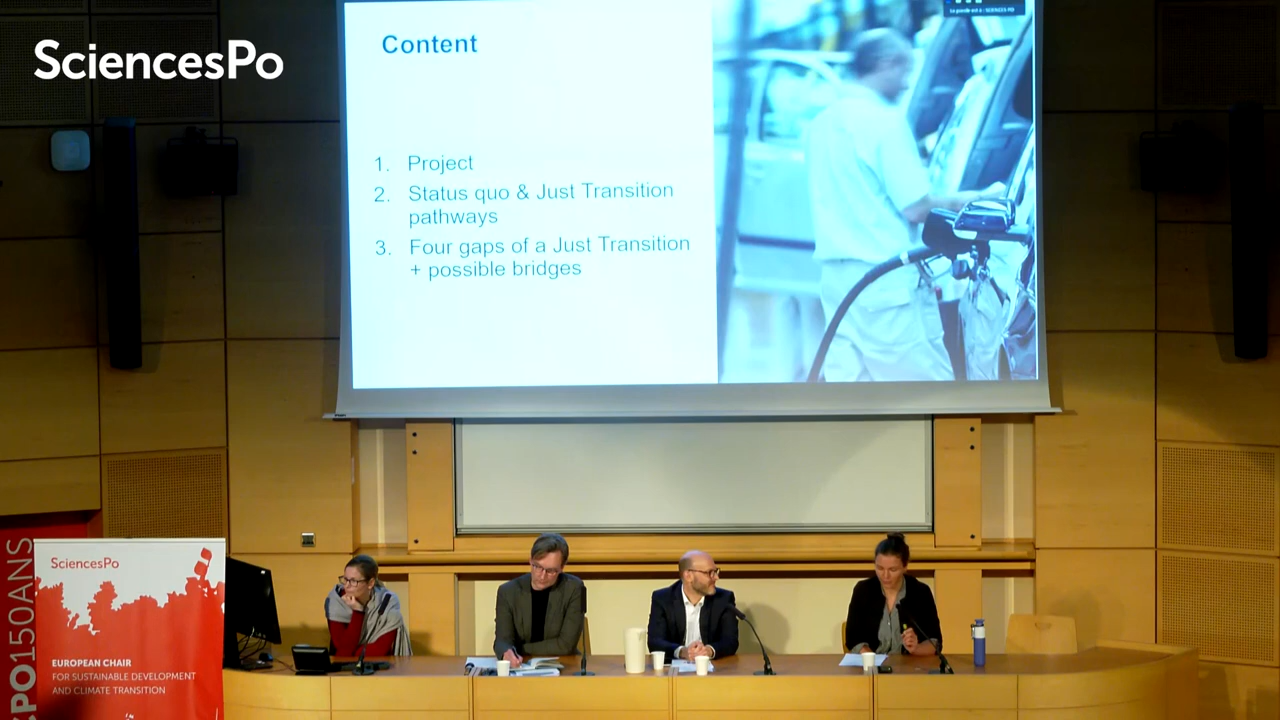 SciencesPo
Content
1. Project
2. Status quo & Just Transition
pathways
3. Four gaps of a Just Transition
+ possible bridges
PO150ANS
SciencesPo
EUROPEAN CHAIR
FOR SUSTAINABLE DEVELOPMENT
AND CLIMATE TRANSITION